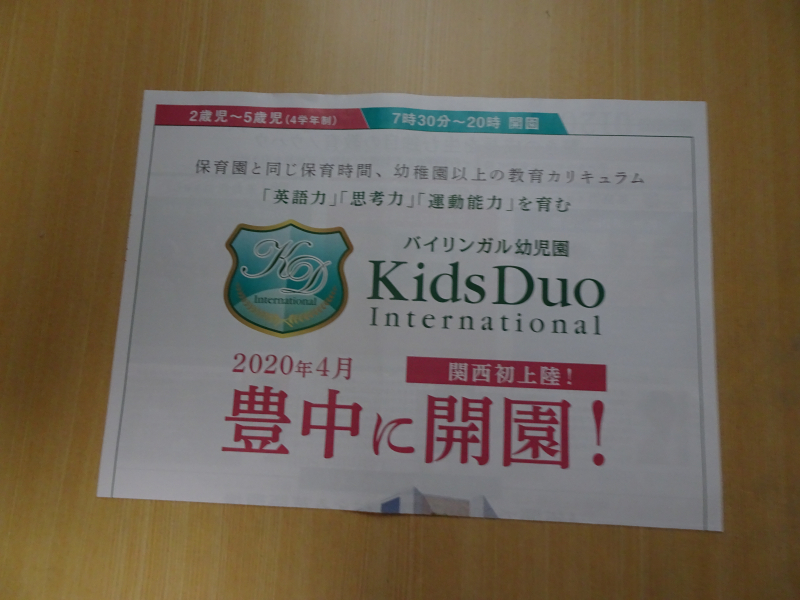 2歳児〜5歳児(4学年制)
7時30分〜20時 開園
保育園と同じ保育時間、幼稚園以上の教育カリキュラム
「英語力」「思考力」「運動能力」を育む
KD
International
バイリンガル幼児園
KidsDuo
International
2020年4月
関西初上陸!
豊中に開園!